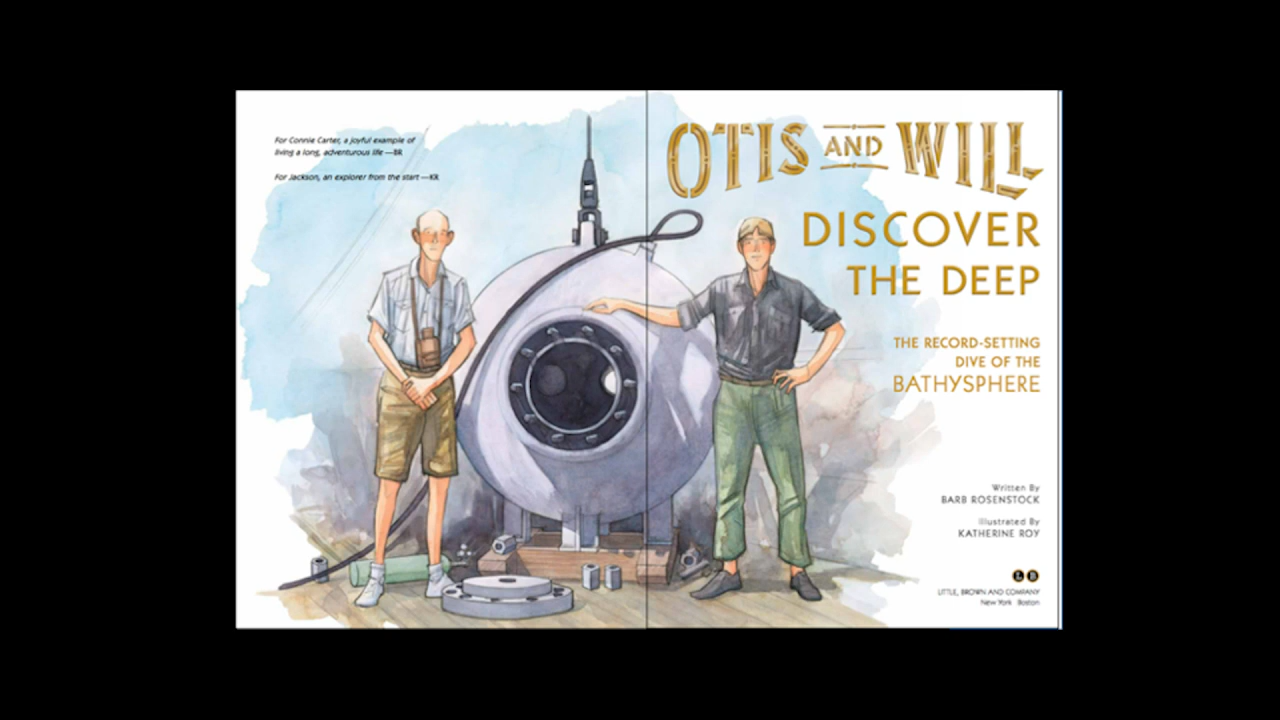 For Connie Carter, a joyful example of
living a long, adventurous life —BR
For Jackson, an explorer from the start —KR
OTIS AND WILL
DISCOVER
THE DEEP
THE RECORD-SETTING
DIVE OF THE
BATHYSPHERE
Written By
BARB ROSENSTOCK
Illustrated By
KATHERINE ROY
L B
LITTLE, BROWN AND COMPANY
New York Boston